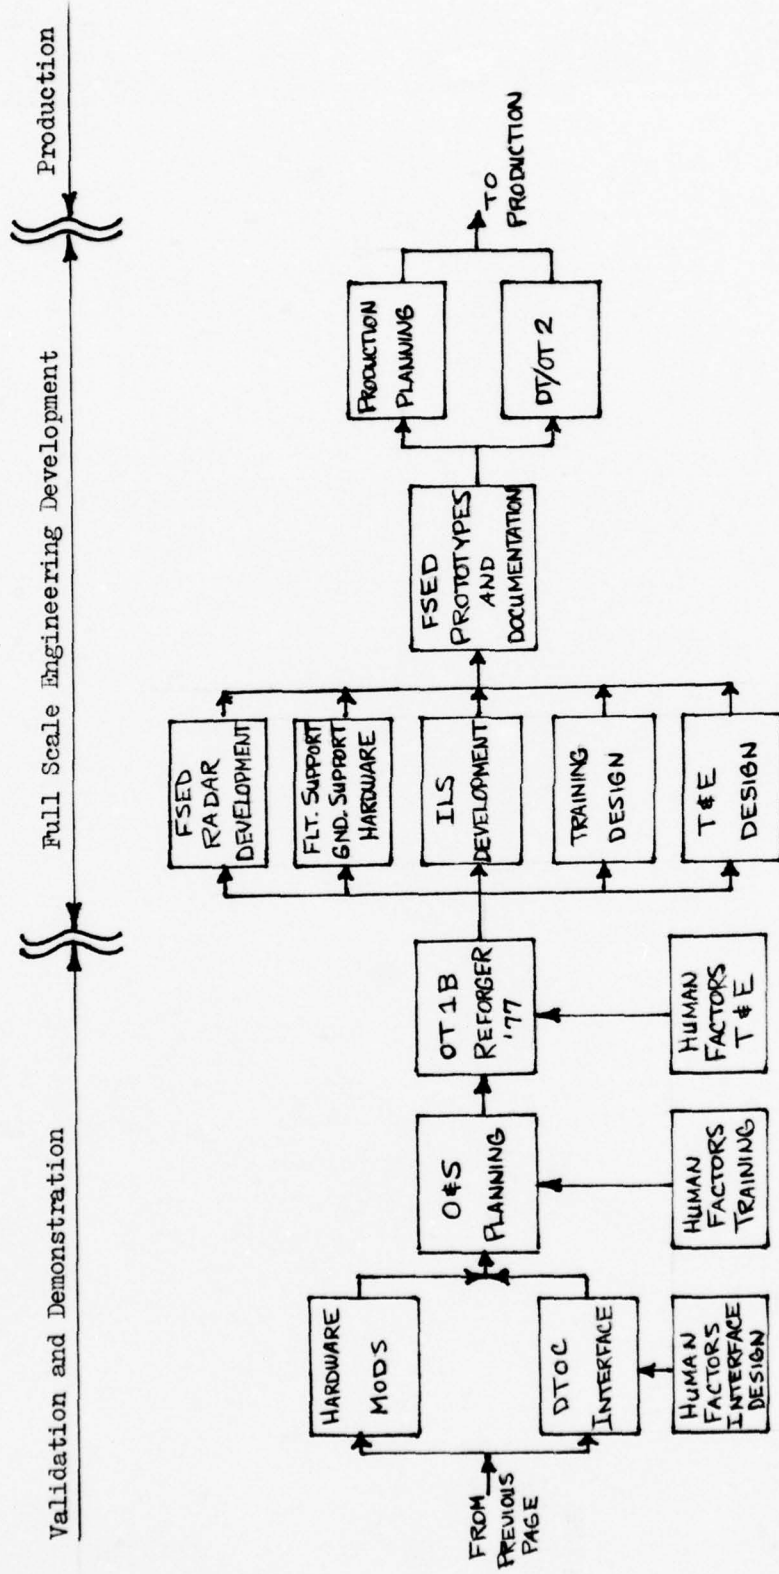 Validation and Demonstration
Full Scale Engineering Development
Production
FROM
PREVIOUS
PAGE
HARDWARE
MODS
DTOC
INTERFACE
HUMAN
FACTORS
INTERFACE
DESIGN
O&S
PLANNING
HUMAN
FACTORS
TRAINING
OT 1B
REFORGER
'77
HUMAN
FACTORS
T & E
FSED
RADAR
DEVELOPMENT
FLT. SUPPORT
GND. SUPPORT
HARDWARE
ILS
DEVELOPMENT
TRAINING
DESIGN
T & E
DESIGN
FSED
PROTOTYPES
AND
DOCUMENTATION
PRODUCTION
PLANNING
DT/OT 2
TO
PRODUCTION